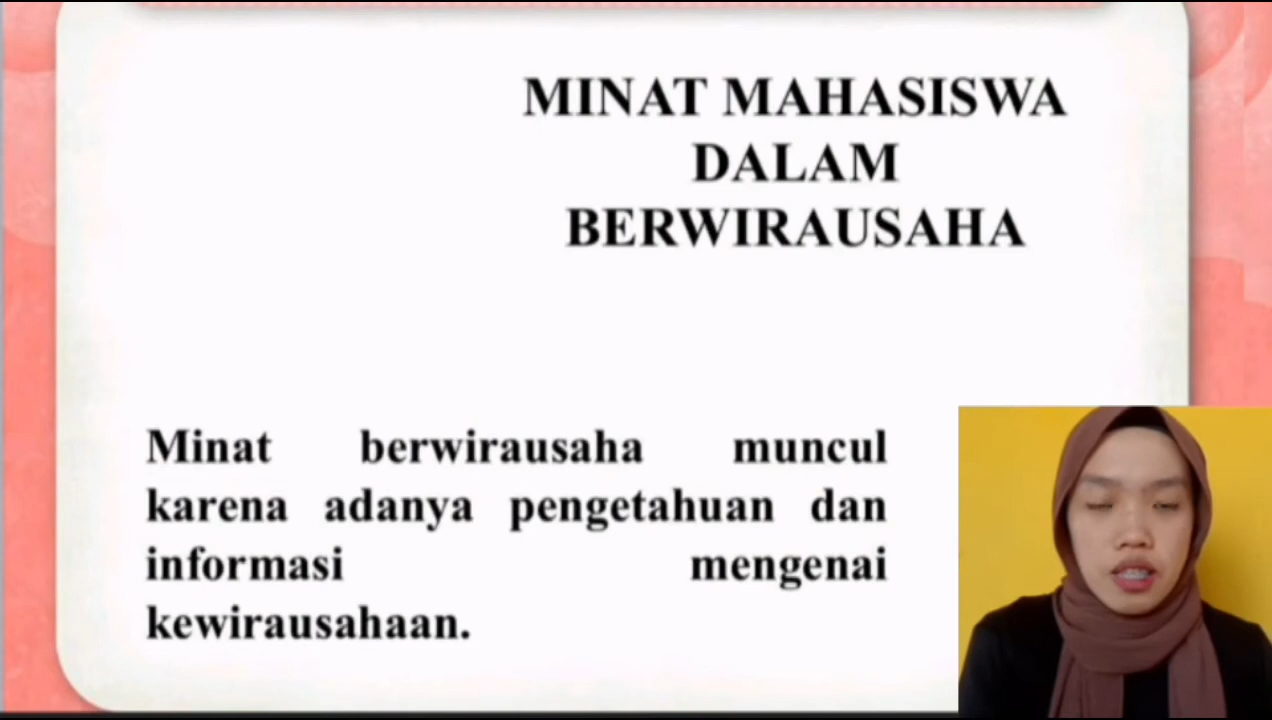 MINAT MAHASISWA
DALAM
BERWIRAUSAHA
Minat berwirausaha muncul
karena adanya pengetahuan dan
informasi mengenai
kewirausahaan.